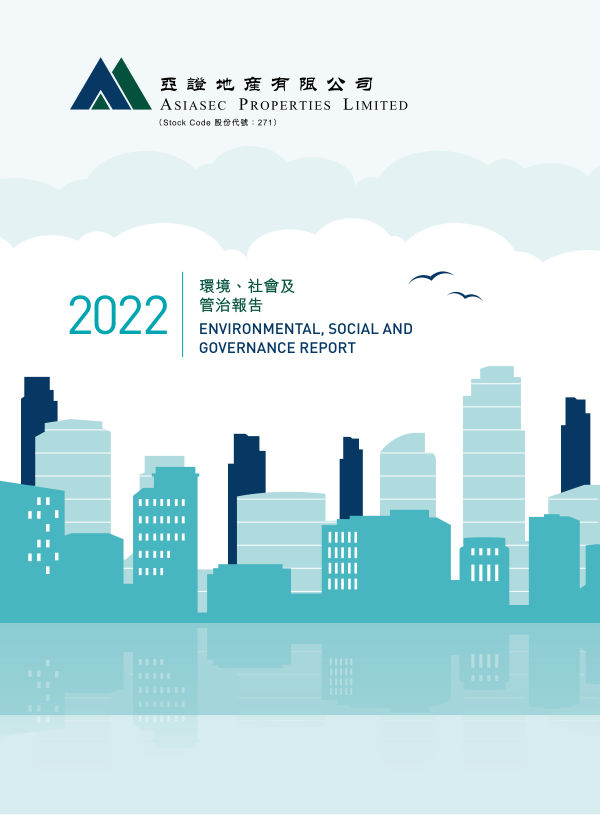 亞證地產有限公司
ASIASEC PROPERTIES LIMITED
(Stock Code 股份代號：271)
2022
環境、社會及
管治報告
ENVIRONMENTAL, SOCIAL AND
GOVERNANCE REPORT